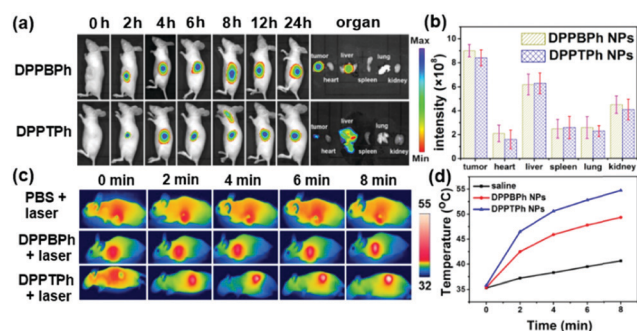 (a) 0 h 2h 4h 6 h 8h 12h 24h organ
DPPBPh
DPPTPh
tumor liver lung
heart spleen kidney
tumor liver lung
heart spleen kidney
Max
Min
(b)
intensity (×10⁸)
10
8
6
4
2
0
DPPBPh NPs
DPPTPh NPs
tumor heart liver spleen lung kidney
(c) 0 min 2 min 4 min 6 min 8 min
PBS +
laser
DPPBPh
+ laser
DPPTPh
+ laser
55
32
(d)
Temperature (°C)
55
50
45
40
35
saline
DPPBPh NPs
DPPTPh NPs
0 2 4 6 8
Time (min)